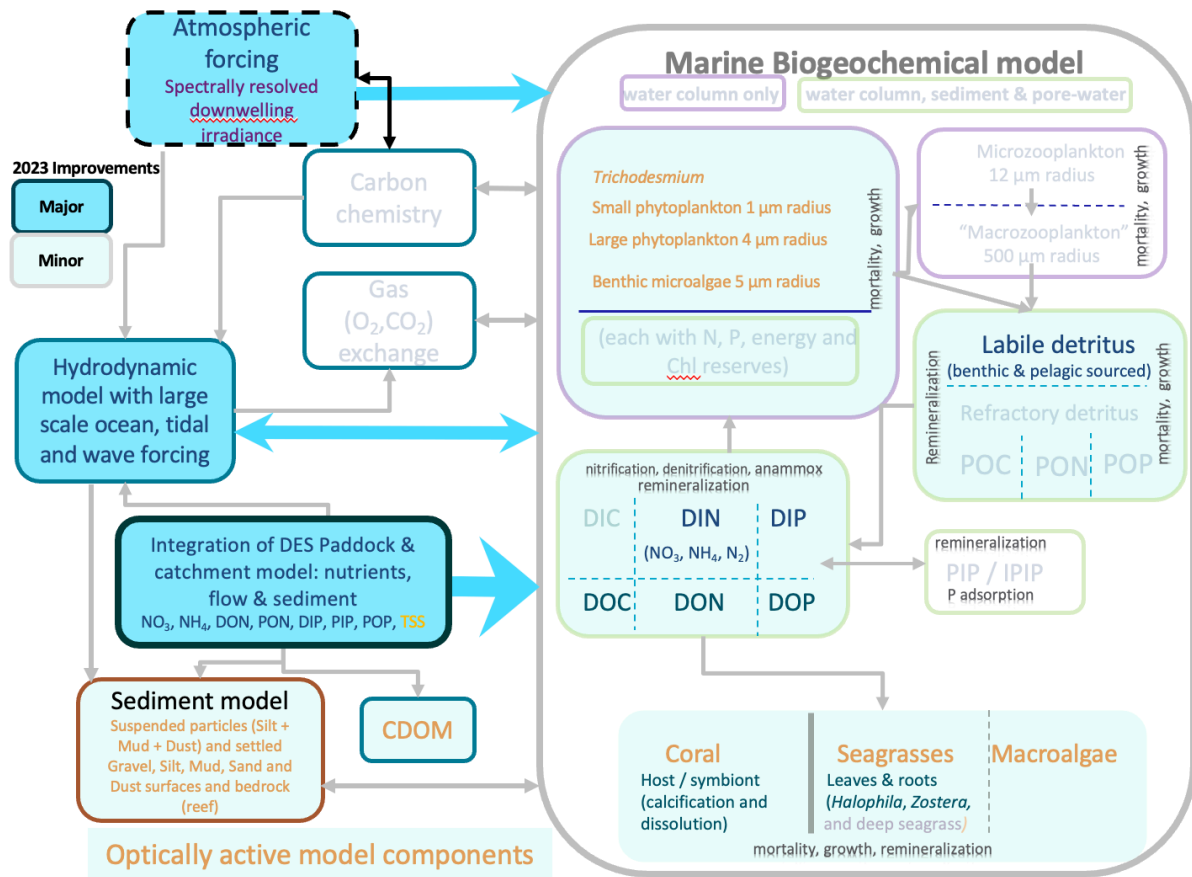 Atmospheric
forcing
Spectrally resolved
downwelling
irradiance
2023 Improvements
Major
Minor
Carbon
chemistry
Gas
(O₂,CO₂)
exchange
Hydrodynamic
model with large
scale ocean, tidal
and wave forcing
Integration of DES Paddock &
catchment model: nutrients,
flow & sediment
NO₃, NH₄, DON, PON, DIP, PIP, POP, TSS
Sediment model
Suspended particles (Silt +
Mud + Dust) and settled
Gravel, Silt, Mud, Sand and
Dust surfaces and bedrock
(reef)
CDOM
Optically active model components
Marine Biogeochemical model
water column only
water column, sediment & pore-water
Trichodesmium
Small phytoplankton 1 µm radius
Large phytoplankton 4 µm radius
Benthic microalgae 5 µm radius
(each with N, P, energy and
Chl reserves)
mortality, growth
Microzooplankton
12 µm radius
“Macrozooplankton”
500 µm radius
mortality, growth
Labile detritus
(benthic & pelagic sourced)
Refractory detritus
POC PON POP
Remineralization
mortality, growth
nitrification, denitrification, anammox
remineralization
DIC DIN DIP
(NO₃, NH₄, N₂)
DOC DON DOP
remineralization
PIP / IPIP
P adsorption
Coral
Host / symbiont
(calcification and
dissolution)
Seagrasses
Leaves & roots
(Halophila, Zostera,
and deep seagrass)
Macroalgae
mortality, growth, remineralization